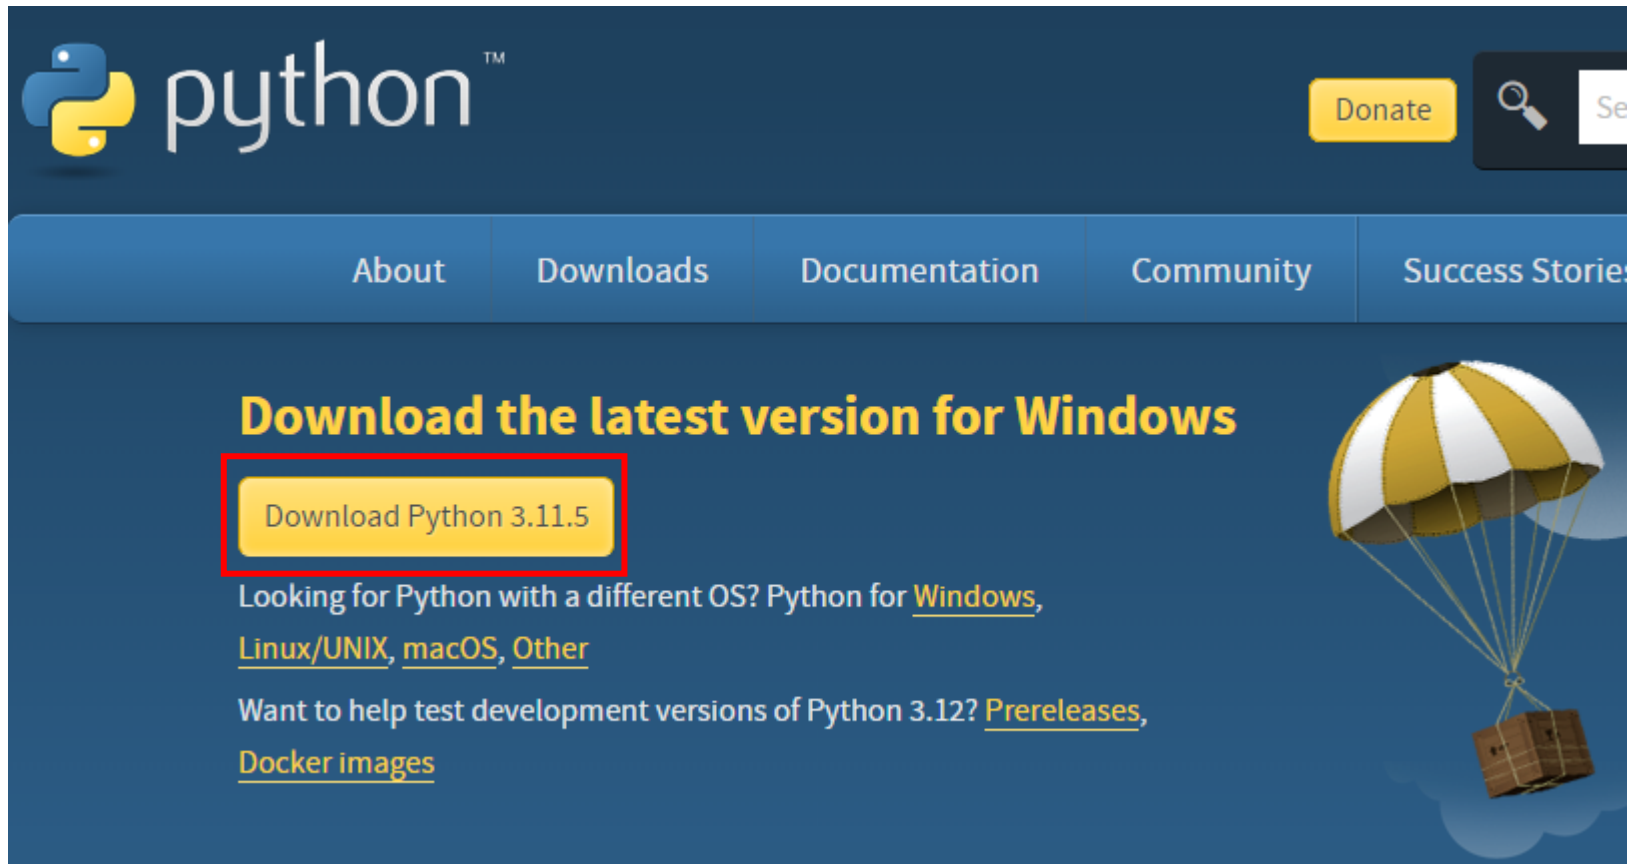 python™
Donate
Se
About Downloads Documentation Community Success Stories
Download the latest version for Windows
Download Python 3.11.5
Looking for Python with a different OS? Python for Windows,
Linux/UNIX, macOS, Other
Want to help test development versions of Python 3.12? Prereleases,
Docker images